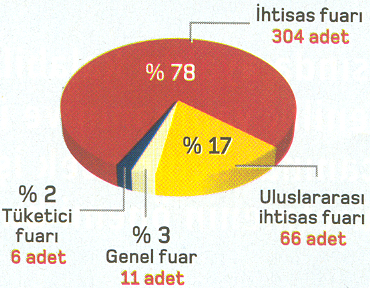 İhtisas fuarı
304 adet
% 78
% 17
% 2
Tüketici
fuarı
6 adet
% 3
Genel fuar
11 adet
Uluslararası
ihtisas fuarı
66 adet